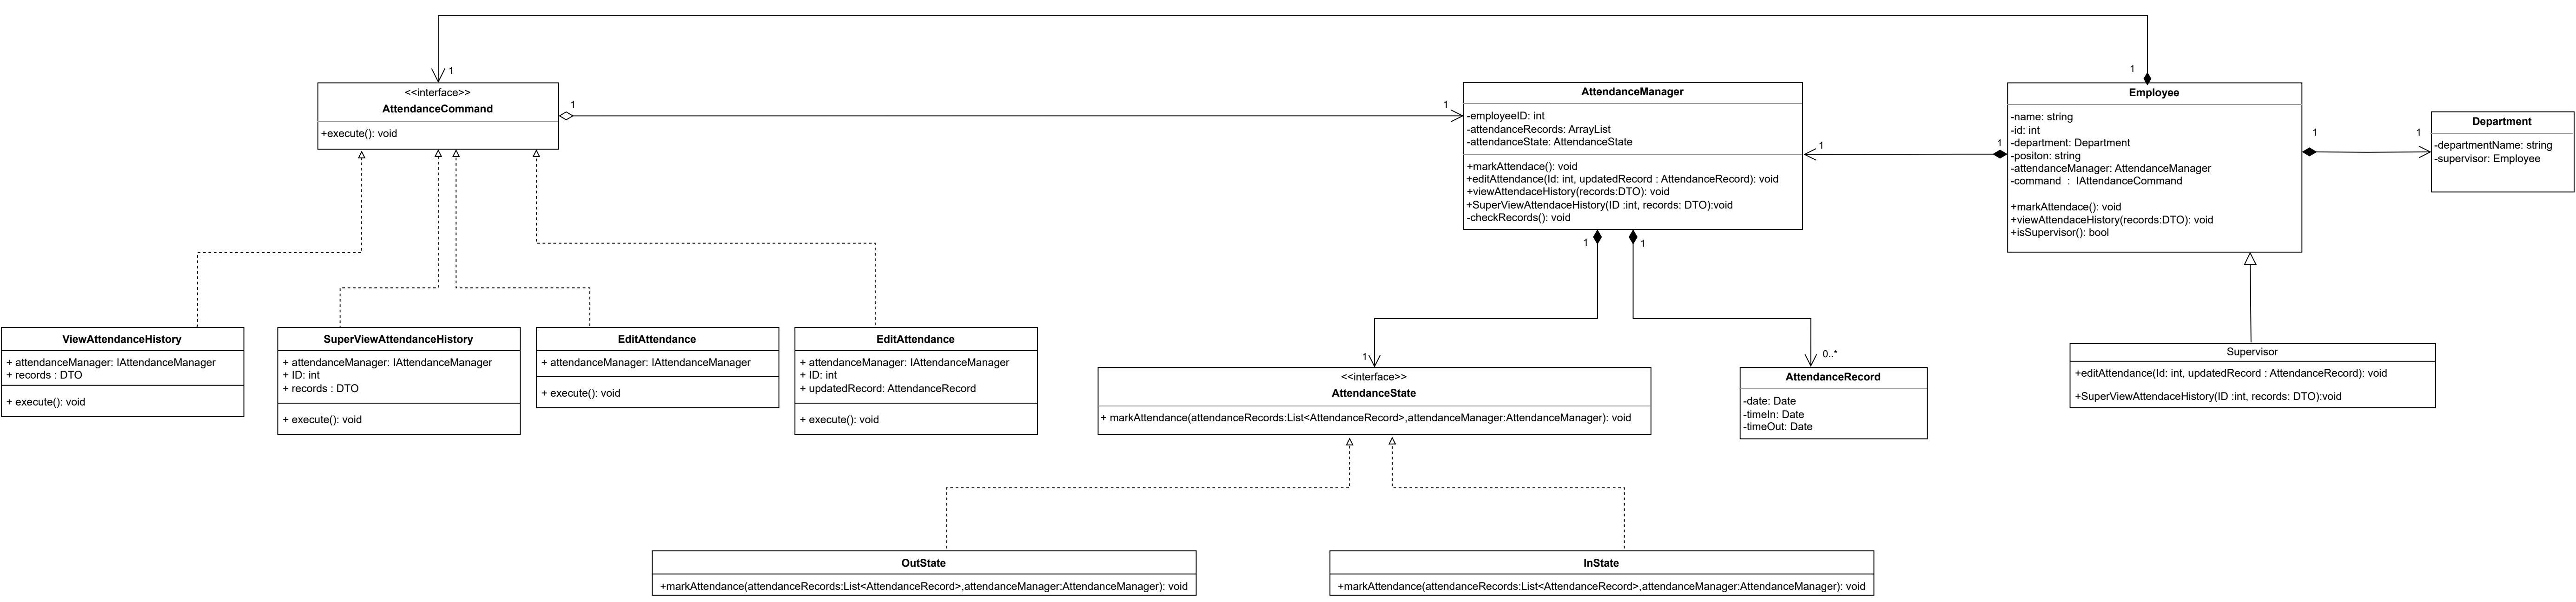 1
1
<<interface>>
AttendanceCommand
+execute(): void
1
1
AttendanceManager
-employeeID: int
-attendanceRecords: ArrayList
-attendanceState: AttendanceState
+markAttendace(): void
+editAttendance(Id: int, updatedRecord : AttendanceRecord): void
+viewAttendaceHistory(records:DTO): void
+SuperViewAttendaceHistory(ID :int, records: DTO):void
-checkRecords(): void
1
1
Employee
-name: string
-id: int
-department: Department
-positon: string
-attendanceManager: AttendanceManager
-command : IAttendanceCommand
+markAttendace(): void
+viewAttendaceHistory(records:DTO): void
+isSupervisor(): bool
1
1
Department
-departmentName: string
-supervisor: Employee
1
1
ViewAttendanceHistory
+ attendanceManager: IAttendanceManager
+ records : DTO
+ execute(): void
SuperViewAttendanceHistory
+ attendanceManager: IAttendanceManager
+ ID: int
+ records : DTO
+ execute(): void
EditAttendance
+ attendanceManager: IAttendanceManager
+ execute(): void
EditAttendance
+ attendanceManager: IAttendanceManager
+ ID: int
+ updatedRecord: AttendanceRecord
+ execute(): void
1
<<interface>>
AttendanceState
+ markAttendance(attendanceRecords:List<AttendanceRecord>,attendanceManager:AttendanceManager): void
0..*
AttendanceRecord
-date: Date
-timeIn: Date
-timeOut: Date
Supervisor
+editAttendance(Id: int, updatedRecord : AttendanceRecord): void
+SuperViewAttendaceHistory(ID :int, records: DTO):void
OutState
+markAttendance(attendanceRecords:List<AttendanceRecord>,attendanceManager:AttendanceManager): void
InState
+markAttendance(attendanceRecords:List<AttendanceRecord>,attendanceManager:AttendanceManager): void